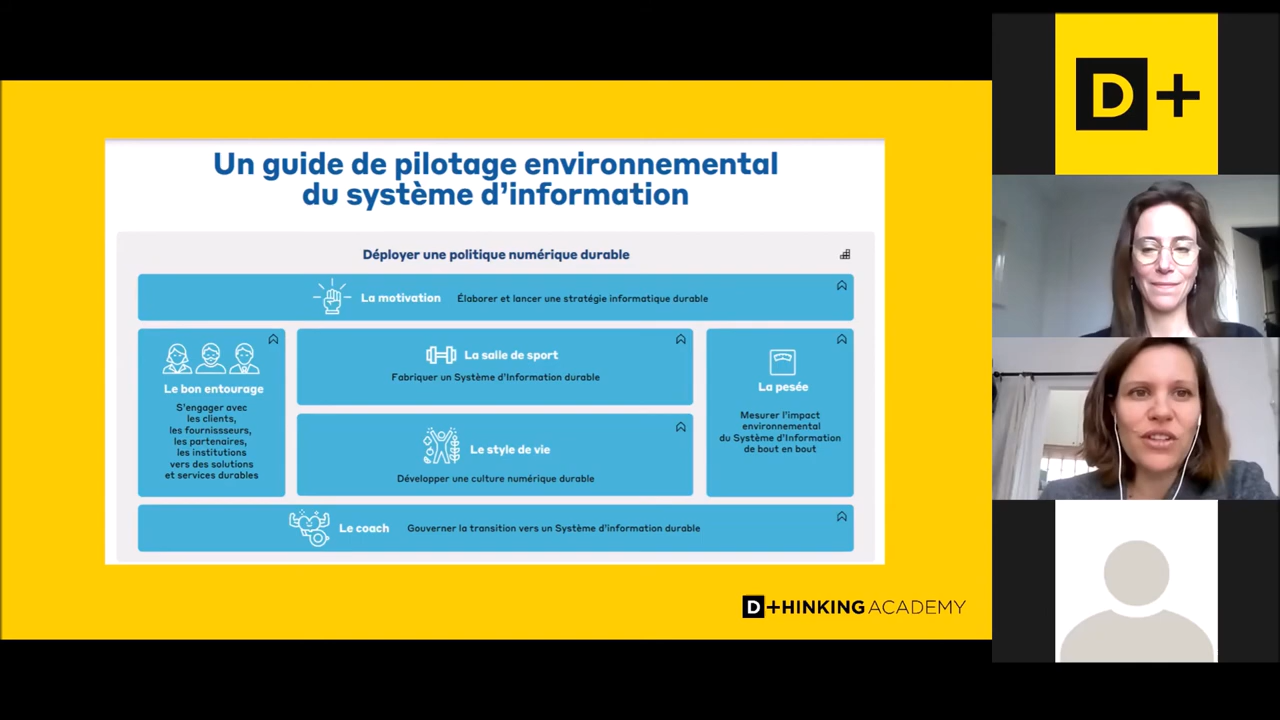 Un guide de pilotage environnemental
du système d'information
Déployer une politique numérique durable
La motivation Élaborer et lancer une stratégie informatique durable
Le bon entourage
S'engager avec
les clients,
les fournissseurs,
les partenaires,
les institutions
vers des solutions
et services durables
La salle de sport
Fabriquer un Système d'Information durable
Le style de vie
Développer une culture numérique durable
La pesée
Mesurer l'impact
environnemental
du Système d'Information
de bout en bout
Le coach Gouverner la transition vers un Système d'information durable
D+HINKING ACADEMY
D+